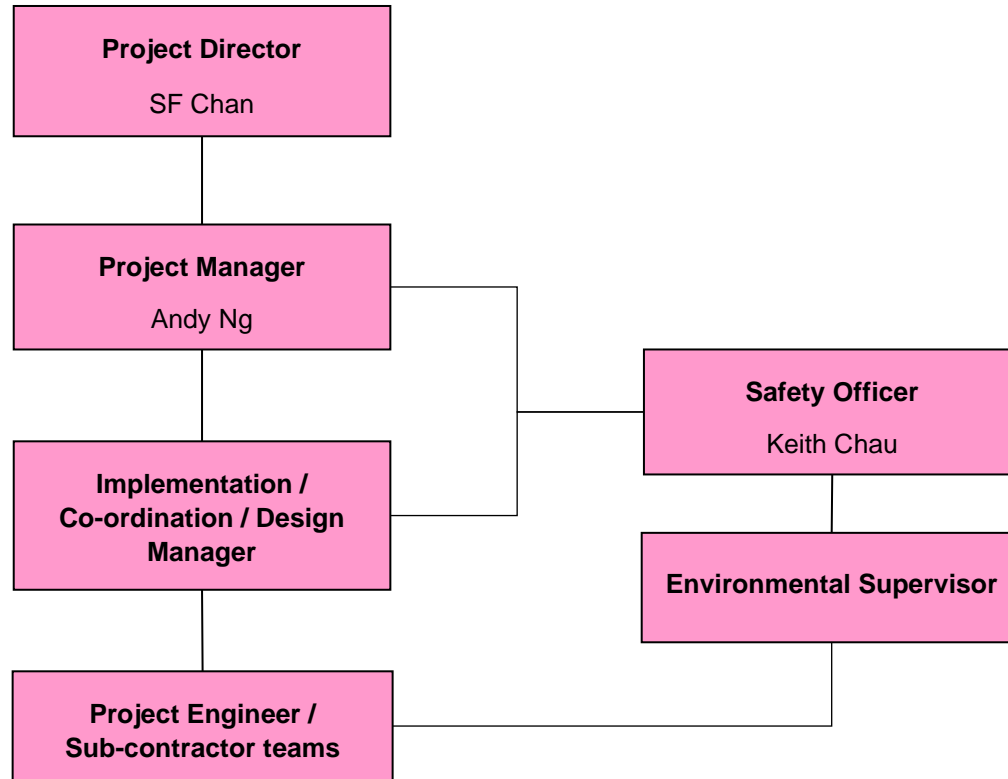 Project Director
SF Chan
Project Manager
Andy Ng
Safety Officer
Keith Chau
Implementation /
Co-ordination / Design
Manager
Environmental Supervisor
Project Engineer /
Sub-contractor teams